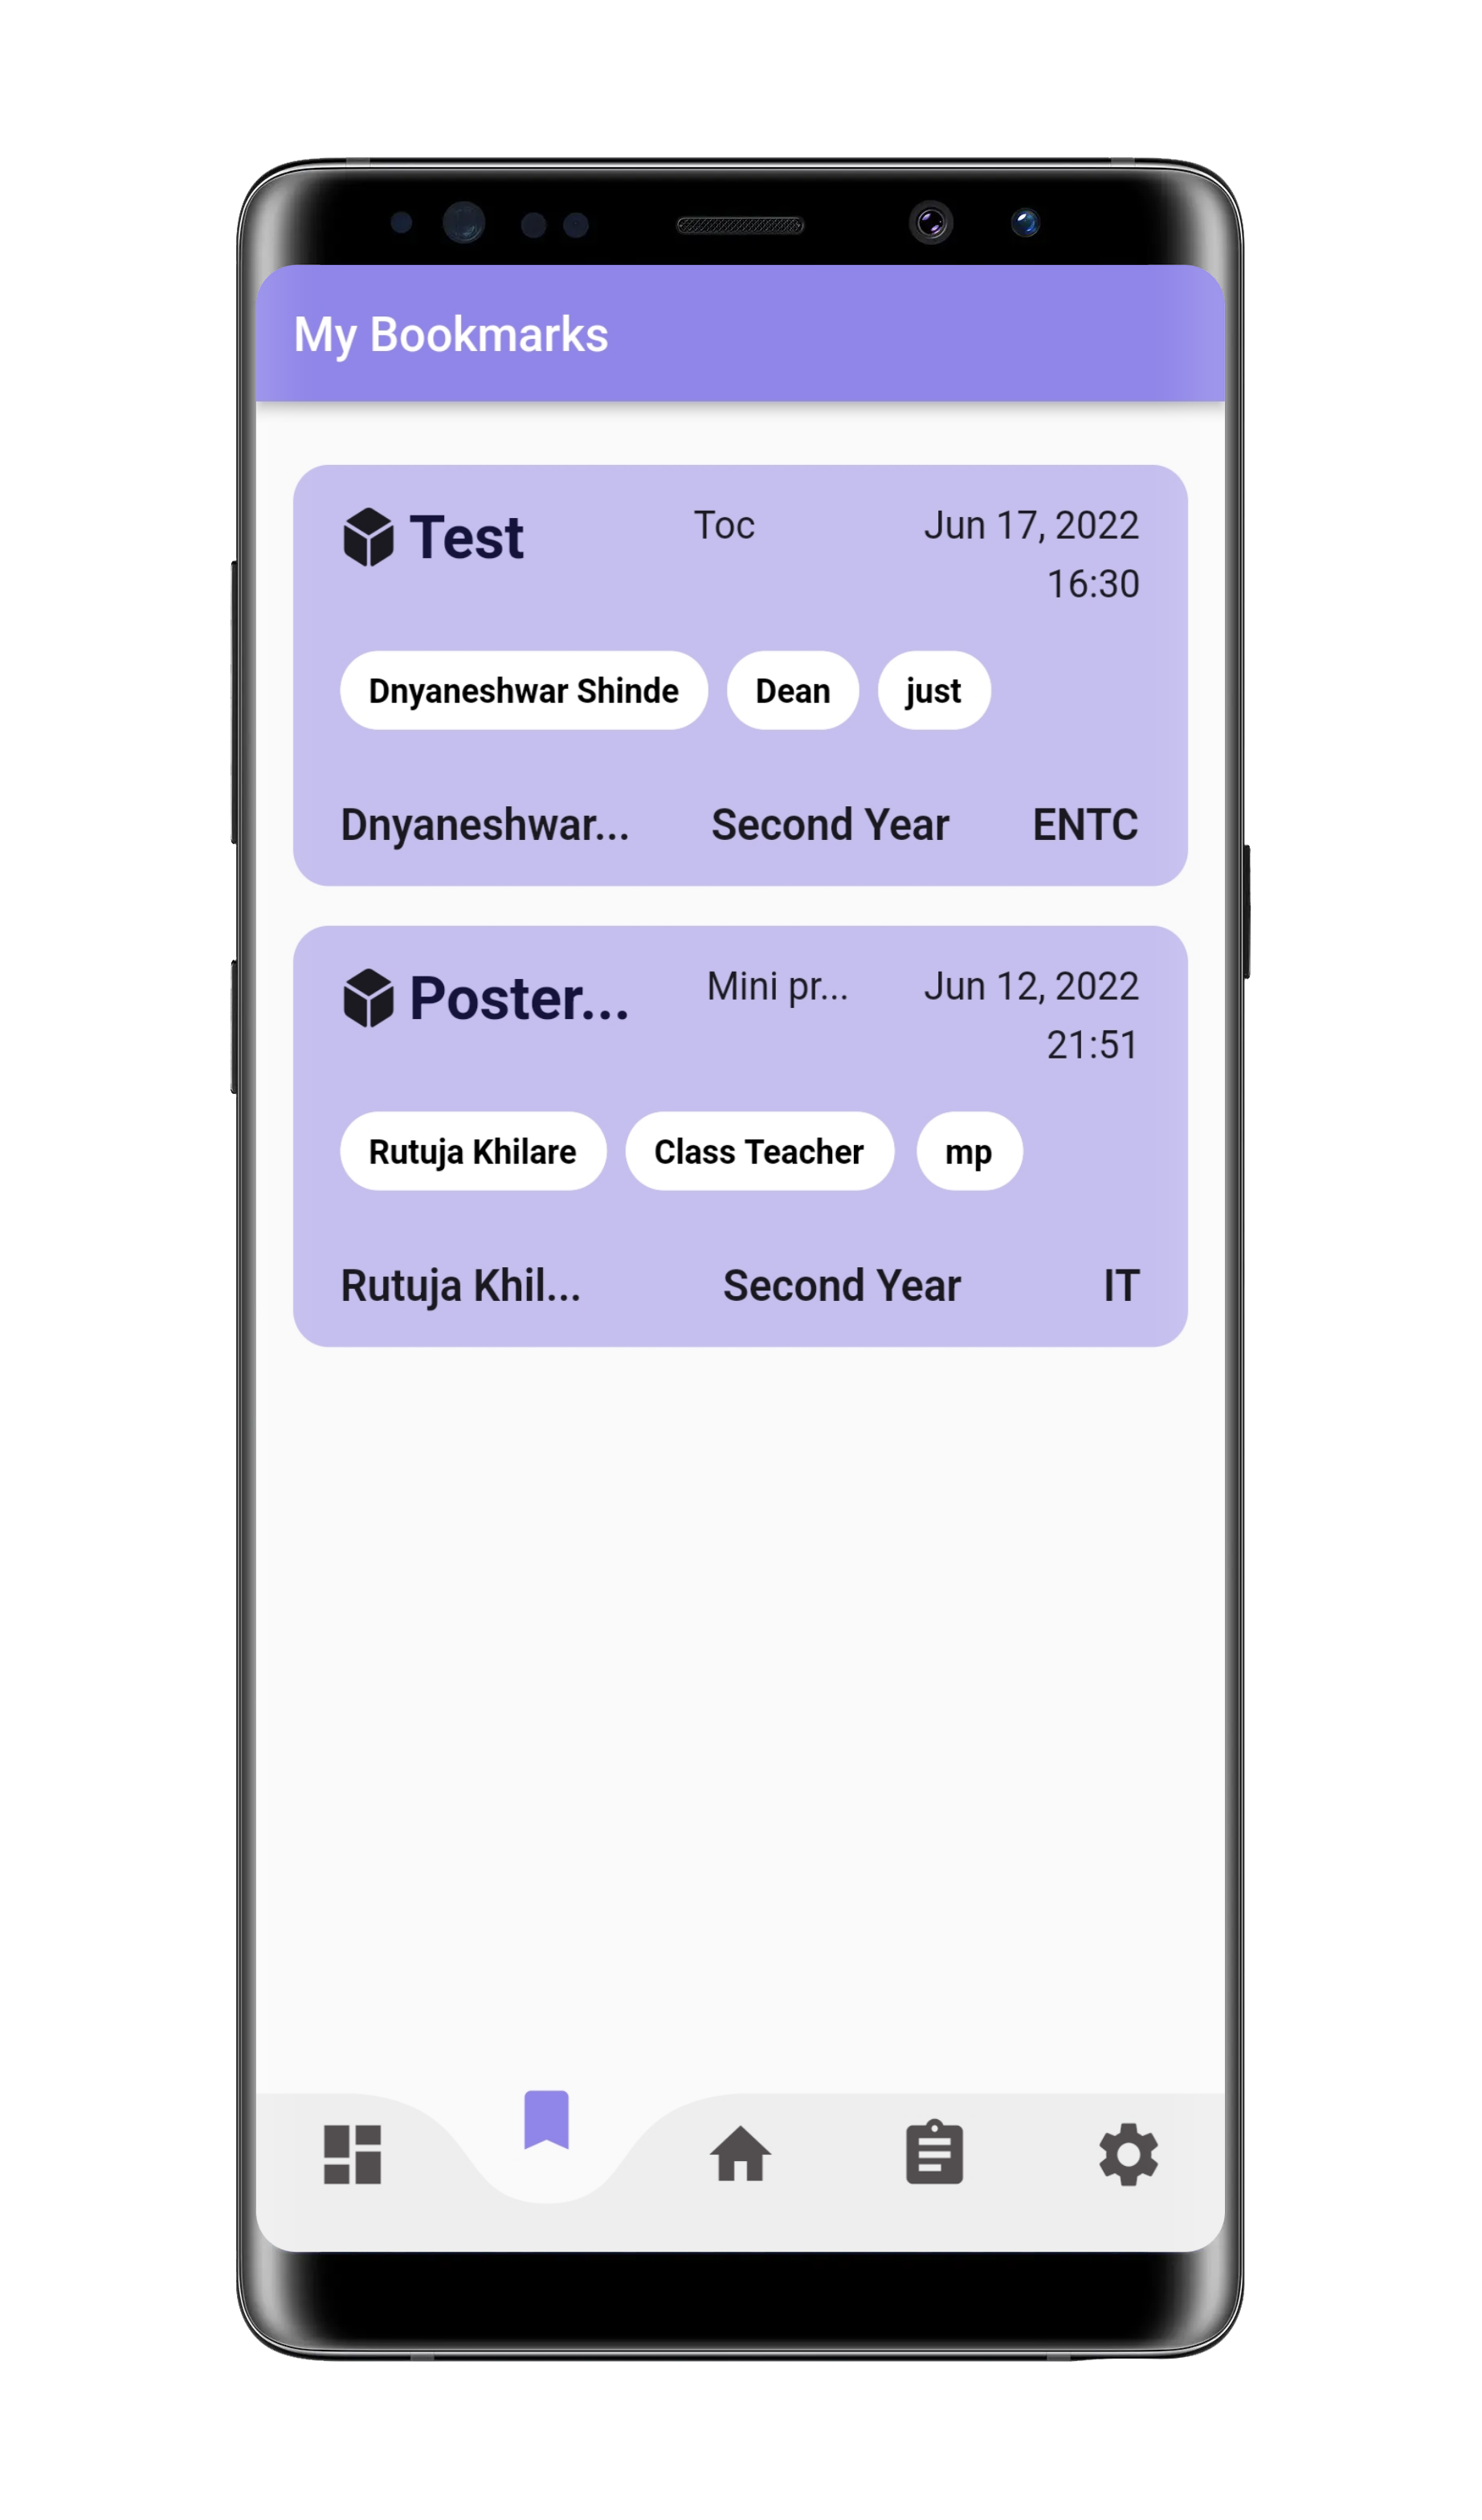 My Bookmarks
Test Toc Jun 17, 2022
16:30
Dnyaneshwar Shinde Dean just
Dnyaneshwar... Second Year ENTC
Poster... Mini pr... Jun 12, 2022
21:51
Rutuja Khilare Class Teacher mp
Rutuja Khil... Second Year IT